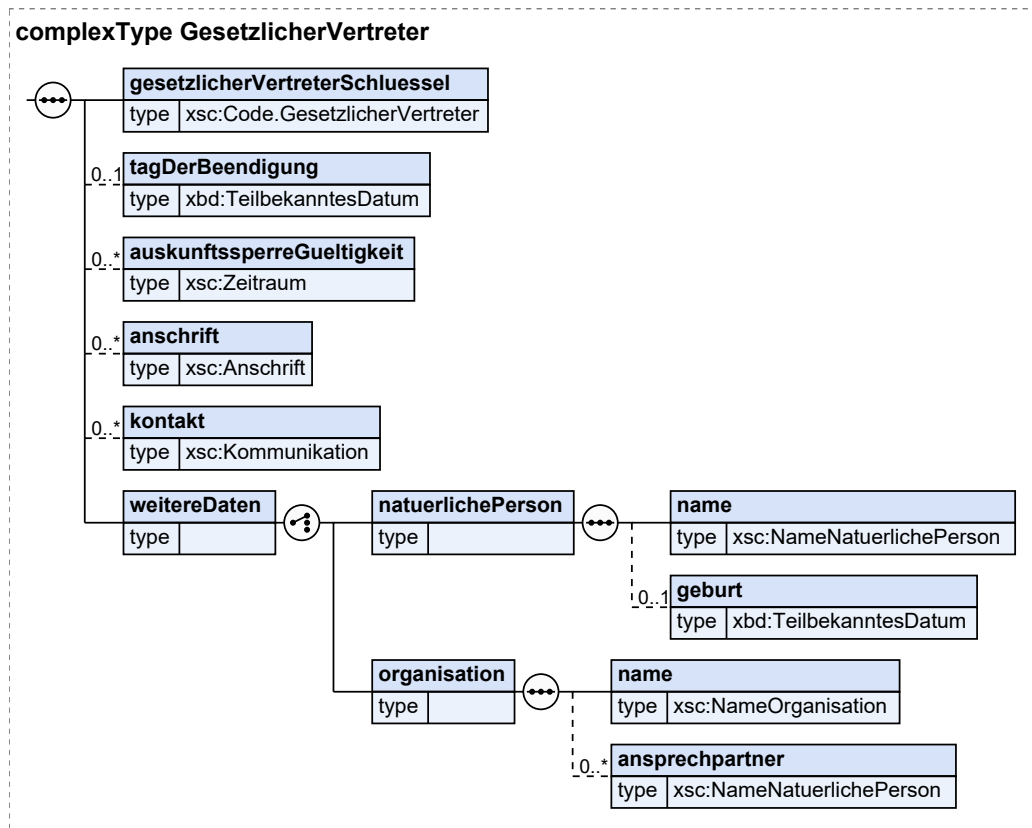 complexType GesetzlicherVertreter
gesetzlicherVertreterSchluessel
type xsc:Code.GesetzlicherVertreter
0..1
tagDerBeendigung
type xbd:TeilbekanntesDatum
0..*
auskunftssperreGueltigkeit
type xsc:Zeitraum
0..*
anschrift
type xsc:Anschrift
0..*
kontakt
type xsc:Kommunikation
weitereDaten
type
natuerlichePerson
type
name
type xsc:NameNatuerlichePerson
0..1
geburt
type xbd:TeilbekanntesDatum
organisation
type
name
type xsc:NameOrganisation
0..*
ansprechpartner
type xsc:NameNatuerlichePerson